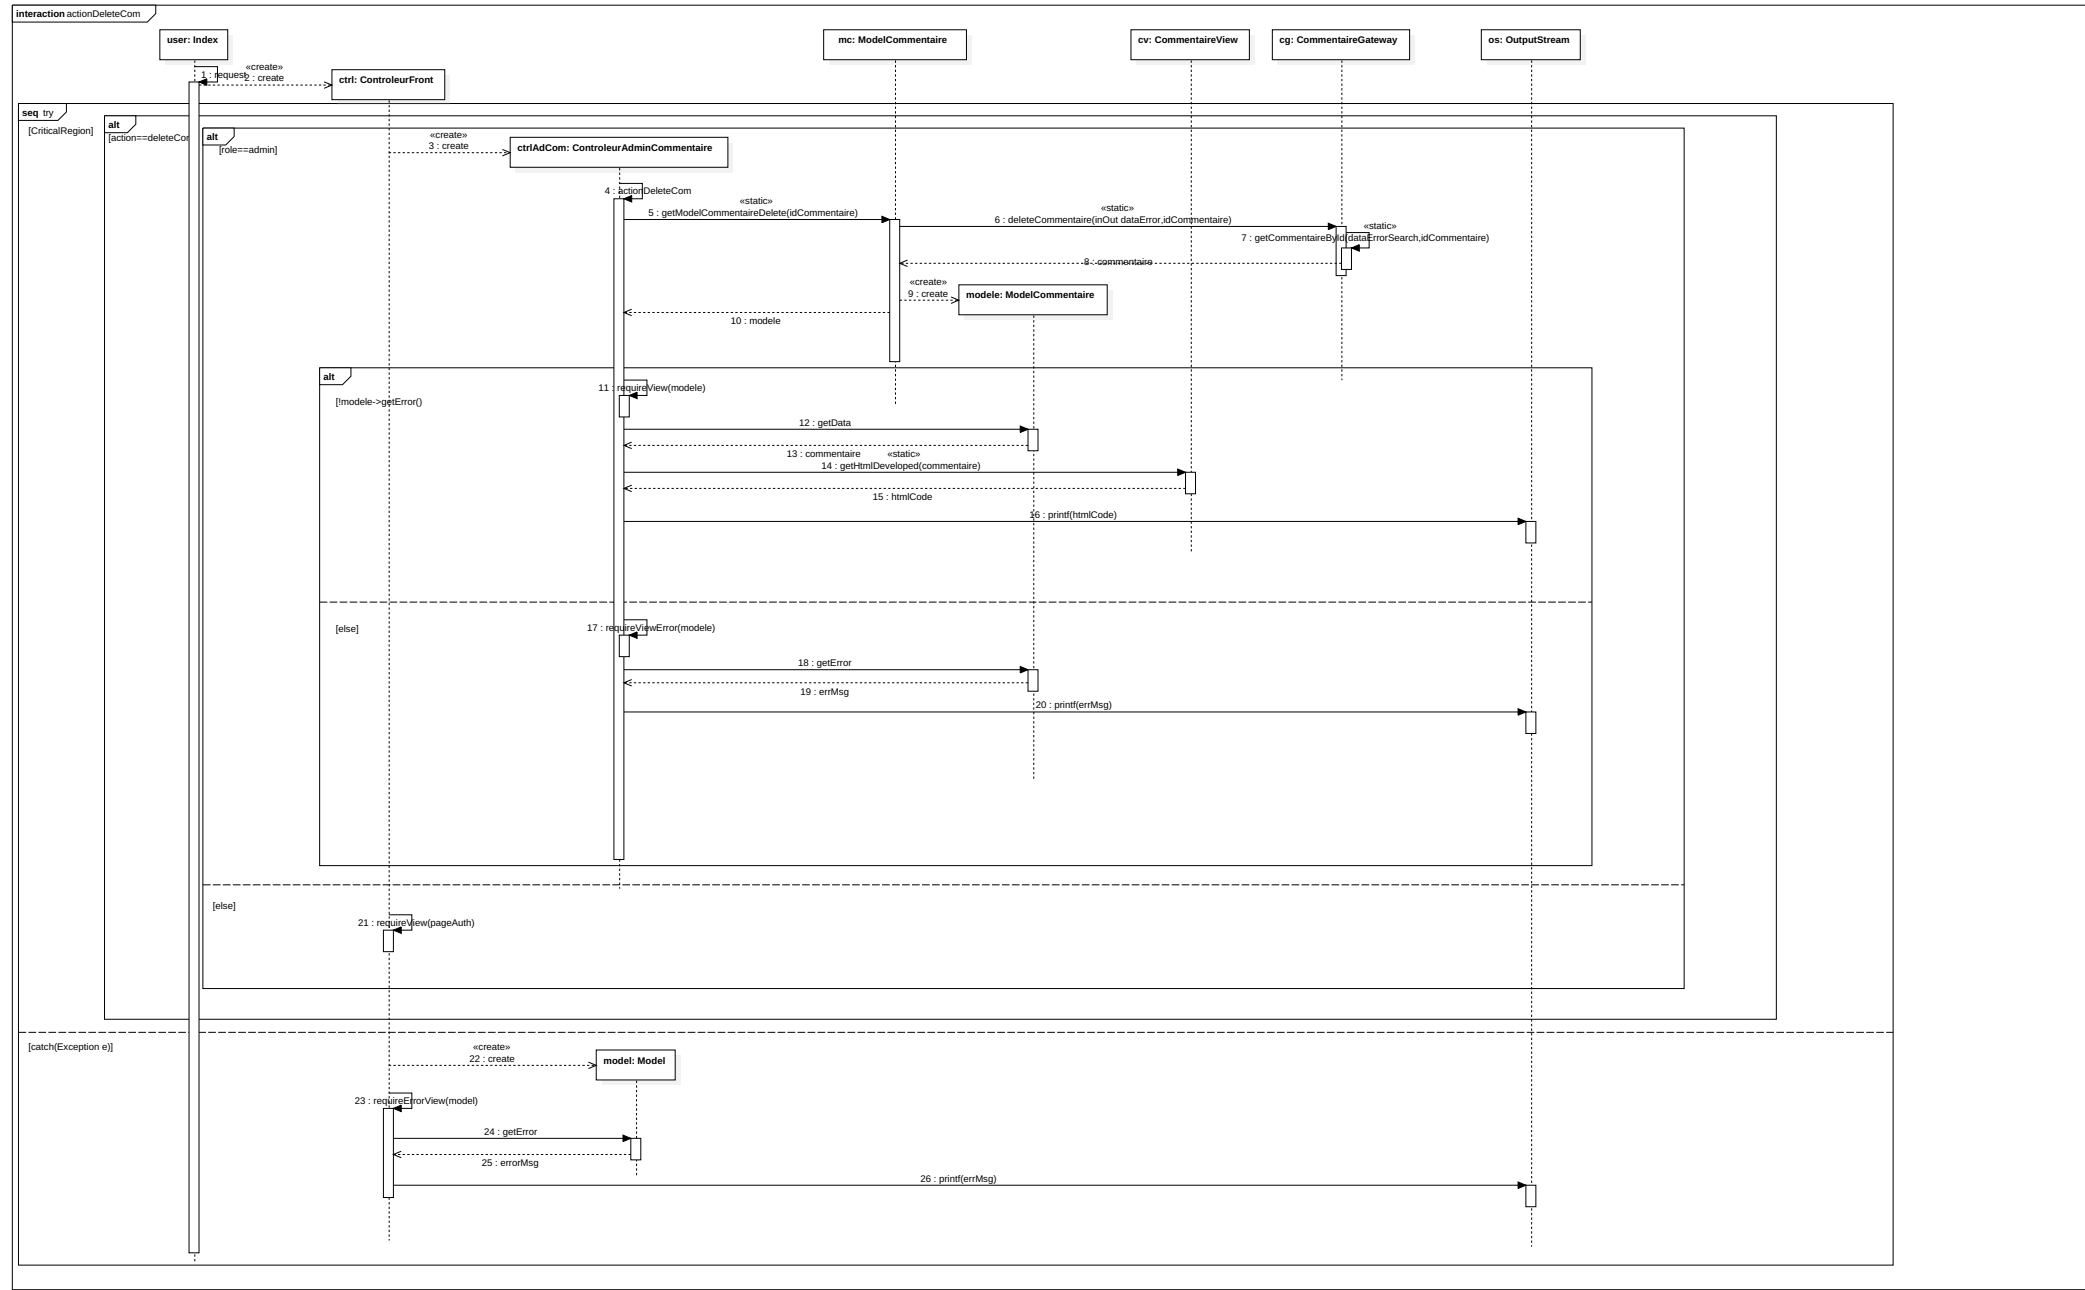 interaction actionDeleteCom
user: Index
mc: ModelCommentaire
cv: CommentaireView
cg: CommentaireGateway
os: OutputStream
1 : request
«create»
2 : create
ctrl: ControleurFront
seq try
[CriticalRegion]
alt
[action==deleteCor
alt
[role==admin]
«create»
3 : create
ctrlAdCom: ControleurAdminCommentaire
4 : actionDeleteCom
«static»
5 : getModelCommentaireDelete(idCommentaire)
«static»
6 : deleteCommentaire(inOut dataError,idCommentaire)
«static»
7 : getCommentaireById(dataErrorSearch,idCommentaire)
8 : commentaire
«create»
9 : create
modele: ModelCommentaire
10 : modele
alt
[!modele->getError()
11 : requireView(modele)
12 : getData
13 : commentaire
«static»
14 : getHtmlDeveloped(commentaire)
15 : htmlCode
16 : printf(htmlCode)
[else]
17 : requireViewError(modele)
18 : getError
19 : errMsg
20 : printf(errMsg)
[else]
21 : requireView(pageAuth)
[catch(Exception e)]
«create»
22 : create
model: Model
23 : requireErrorView(model)
24 : getError
25 : errorMsg
26 : printf(errMsg)